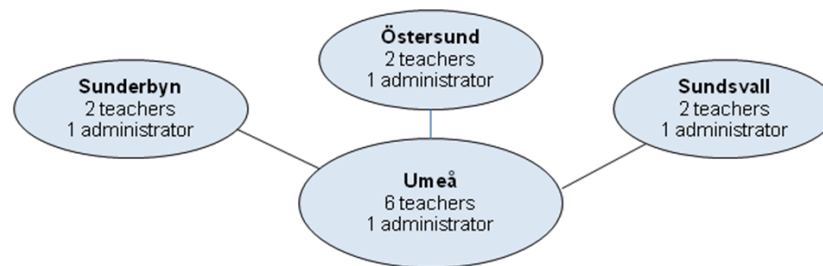 Östersund
2 teachers
1 administrator
Sunderbyn
2 teachers
1 administrator
Sundsvall
2 teachers
1 administrator
Umeå
6 teachers
1 administrator